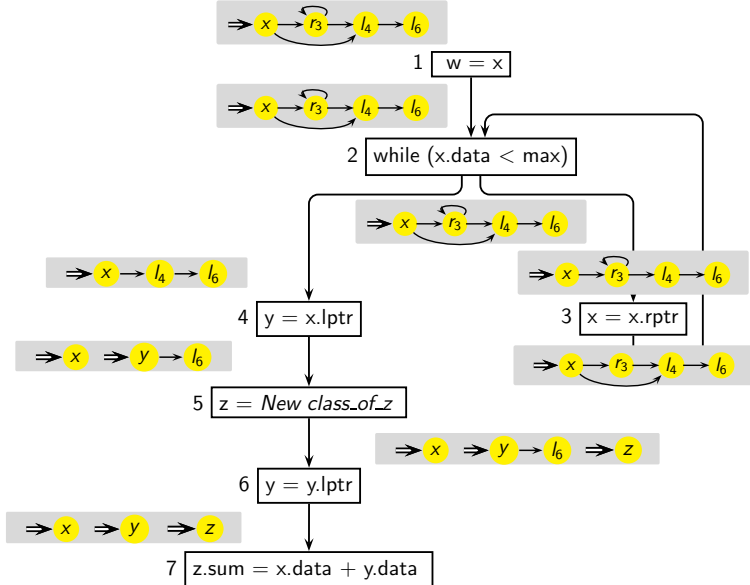 x r3 l4 l6
1 w = x
x r3 l4 l6
2 while (x.data < max)
x r3 l4 l6
x l4 l6
x r3 l4 l6
4 y = x.lptr
3 x = x.rptr
x y l6
x r3 l4 l6
5 z = New class_of_z
x y l6 z
6 y = y.lptr
x y z
7 z.sum = x.data + y.data